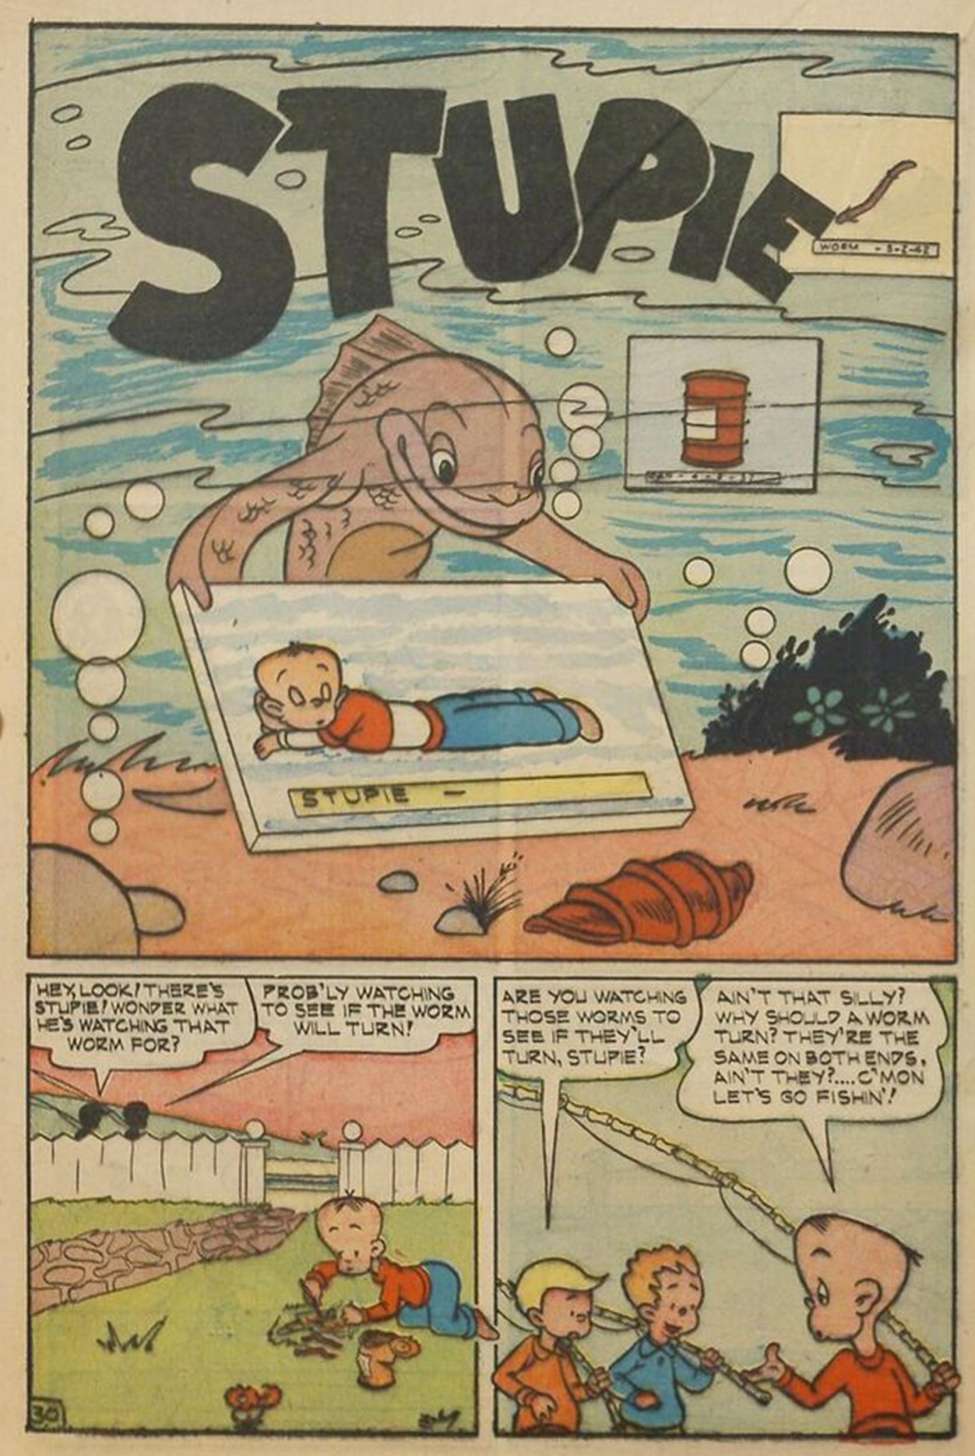 STUPIE
WORM - 5-2-42
STUPIE —
HEY, LOOK! THERE'S
STUPIE! WONDER WHAT
HE'S WATCHING THAT
WORM FOR?
PROB'LY WATCHING
TO SEE IF THE WORM
WILL TURN!
ARE YOU WATCHING
THOSE WORMS TO
SEE IF THEY'LL
TURN, STUPIE?
AIN'T THAT SILLY?
WHY SHOULD A WORM
TURN? THEY'RE THE
SAME ON BOTH ENDS,
AIN'T THEY?....C'MON
LET'S GO FISHIN'!
30